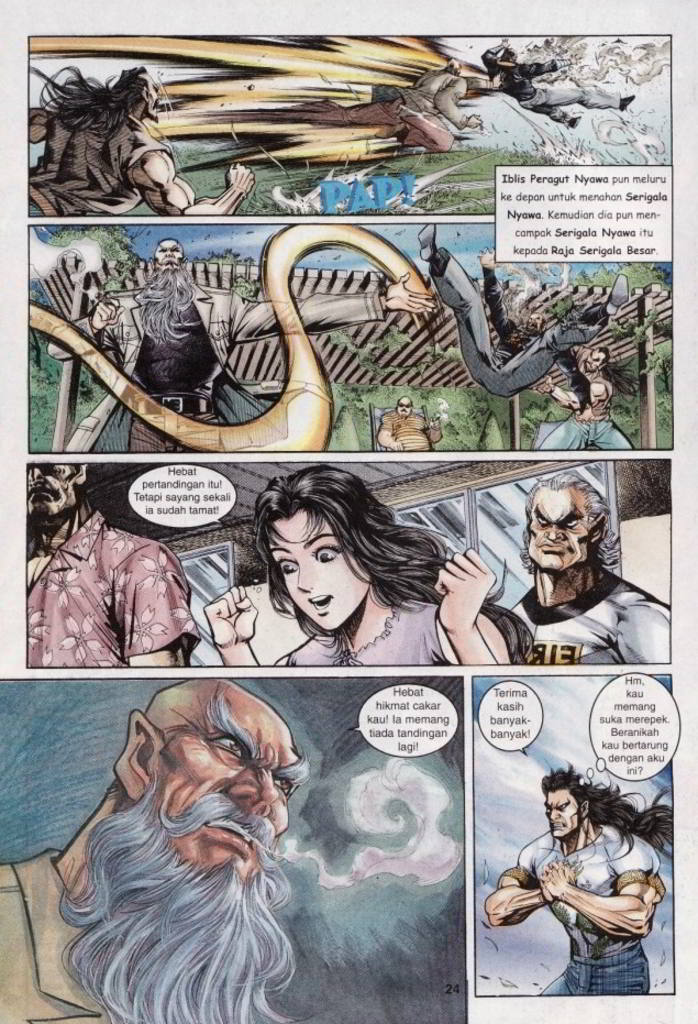 Iblis Peragut Nyawa pun meluru
ke depan untuk menahan Serigala
Nyawa. Kemudian dia pun men-
campak Serigala Nyawa itu
kepada Raja Serigala Besar.
PAP!
Hebat
pertandingan itu!
Tetapi sayang sekali
ia sudah tamat!
Hebat
hikmat cakar
kau! Ia memang
tiada tandingan
lagi!
Terima
kasih
banyak-
banyak!
Hm,
kau
memang
suka merepek.
Beranikah
kau bertarung
dengan aku
ini?
24